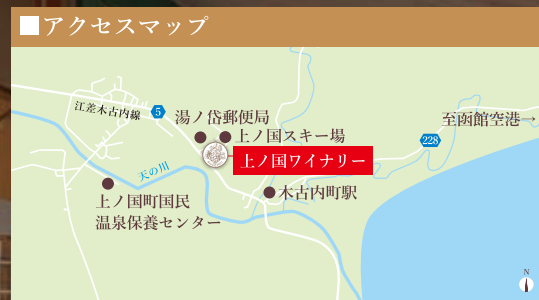 ■アクセスマップ
江差木古内線
5
湯ノ岱郵便局
上ノ国スキー場
至函館空港→
228
上ノ国ワイナリー
天の川
木古内町駅
上ノ国町国民
温泉保養センター
N